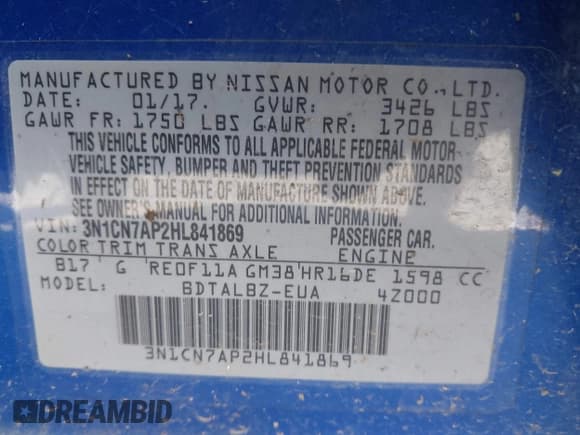 MANUFACTURED BY NISSAN MOTOR CO., LTD.
DATE: 01/17. GVWR: 3426 LBS
GAWR FR: 1750 LBS GAWR RR: 1708 LBS
THIS VEHICLE CONFORMS TO ALL APPLICABLE FEDERAL MOTOR
VEHICLE SAFETY, BUMPER AND THEFT PREVENTION STANDARDS
IN EFFECT ON THE DATE OF MANUFACTURE SHOWN ABOVE.
SEE OWNER'S MANUAL FOR ADDITIONAL INFORMATION.
VIN: 3N1CN7AP2HL841869 PASSENGER CAR.
COLOR TRIM TRANS AXLE ENGINE
B17 G RE0F11A GM38 HR16DE 1598 CC
MODEL: BDTALBZ-EUA 4Z000
3N1CN7AP2HL841869
DREAMBID